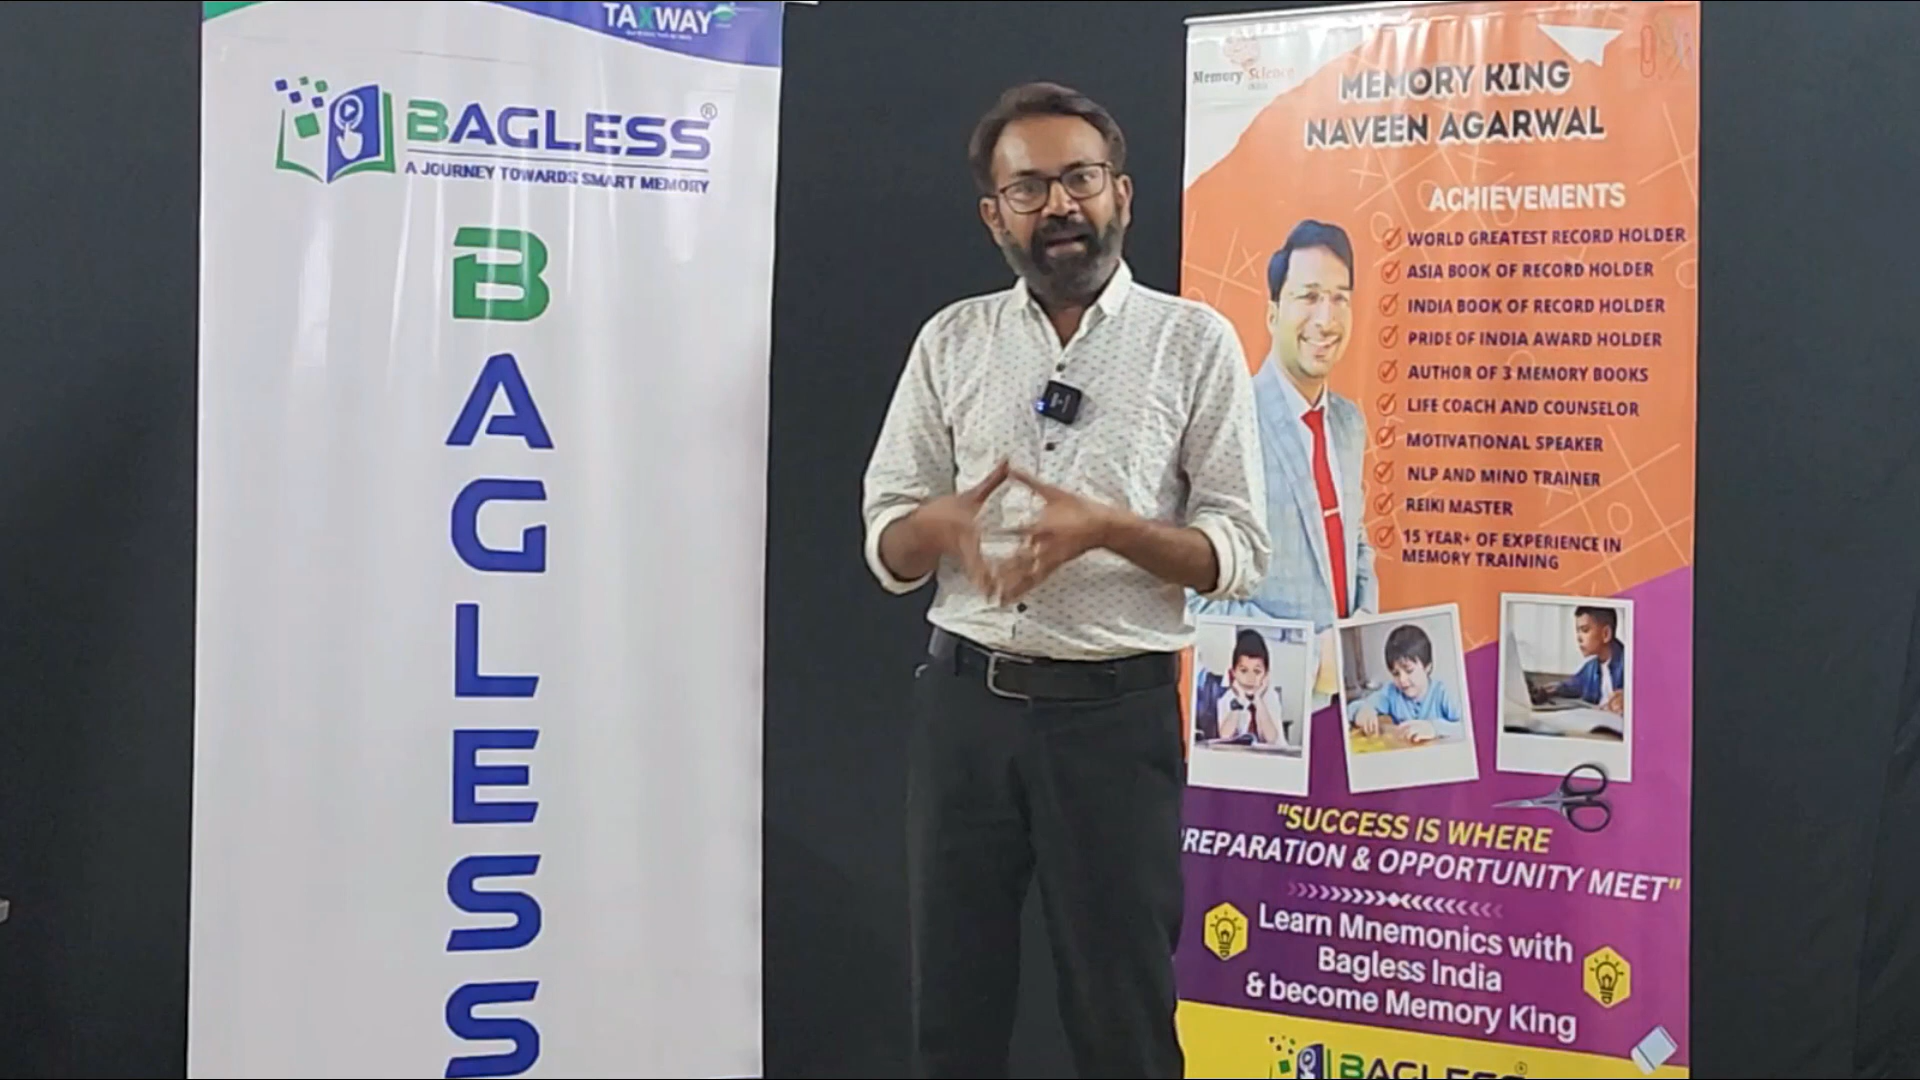 TAXWAY
BAGLESS®
A JOURNEY TOWARDS SMART MEMORY
B
A
G
L
E
S
S
Memory Science
MEMORY KING
NAVEEN AGARWAL
ACHIEVEMENTS
WORLD GREATEST RECORD HOLDER
ASIA BOOK OF RECORD HOLDER
INDIA BOOK OF RECORD HOLDER
PRIDE OF INDIA AWARD HOLDER
AUTHOR OF 3 MEMORY BOOKS
LIFE COACH AND COUNSELOR
MOTIVATIONAL SPEAKER
NLP AND MIND TRAINER
REIKI MASTER
15 YEAR+ OF EXPERIENCE IN
MEMORY TRAINING
"SUCCESS IS WHERE
PREPARATION & OPPORTUNITY MEET"
Learn Mnemonics with
Bagless India
& become Memory King
BAGLESS